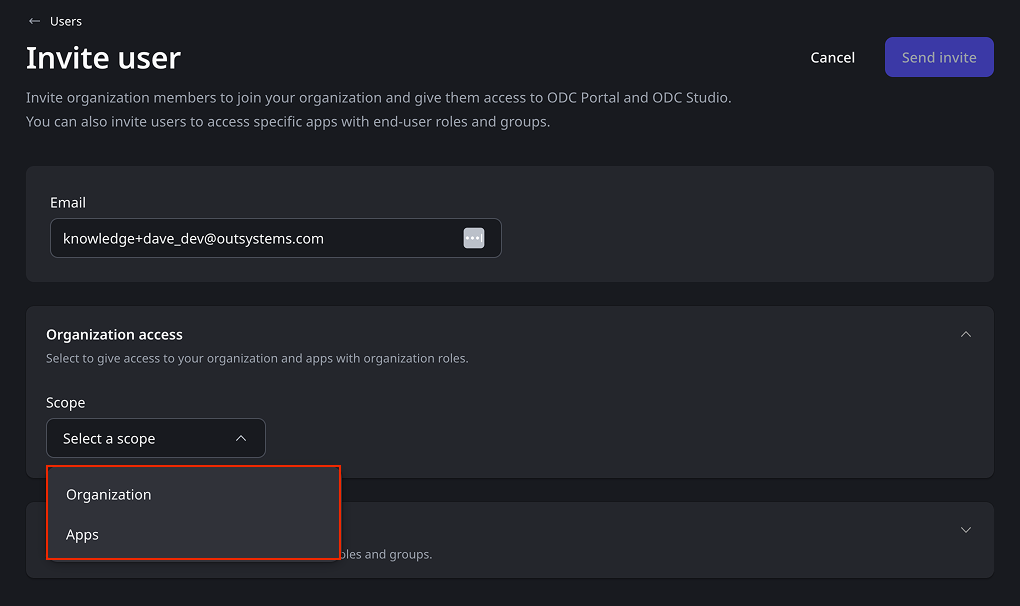 ← Users
Invite user
Cancel
Send invite
Invite organization members to join your organization and give them access to ODC Portal and ODC Studio.
You can also invite users to access specific apps with end-user roles and groups.
Email
knowledge+dave_dev@outsystems.com
Organization access
Select to give access to your organization and apps with organization roles.
Scope
Select a scope
Organization
Apps
and groups.